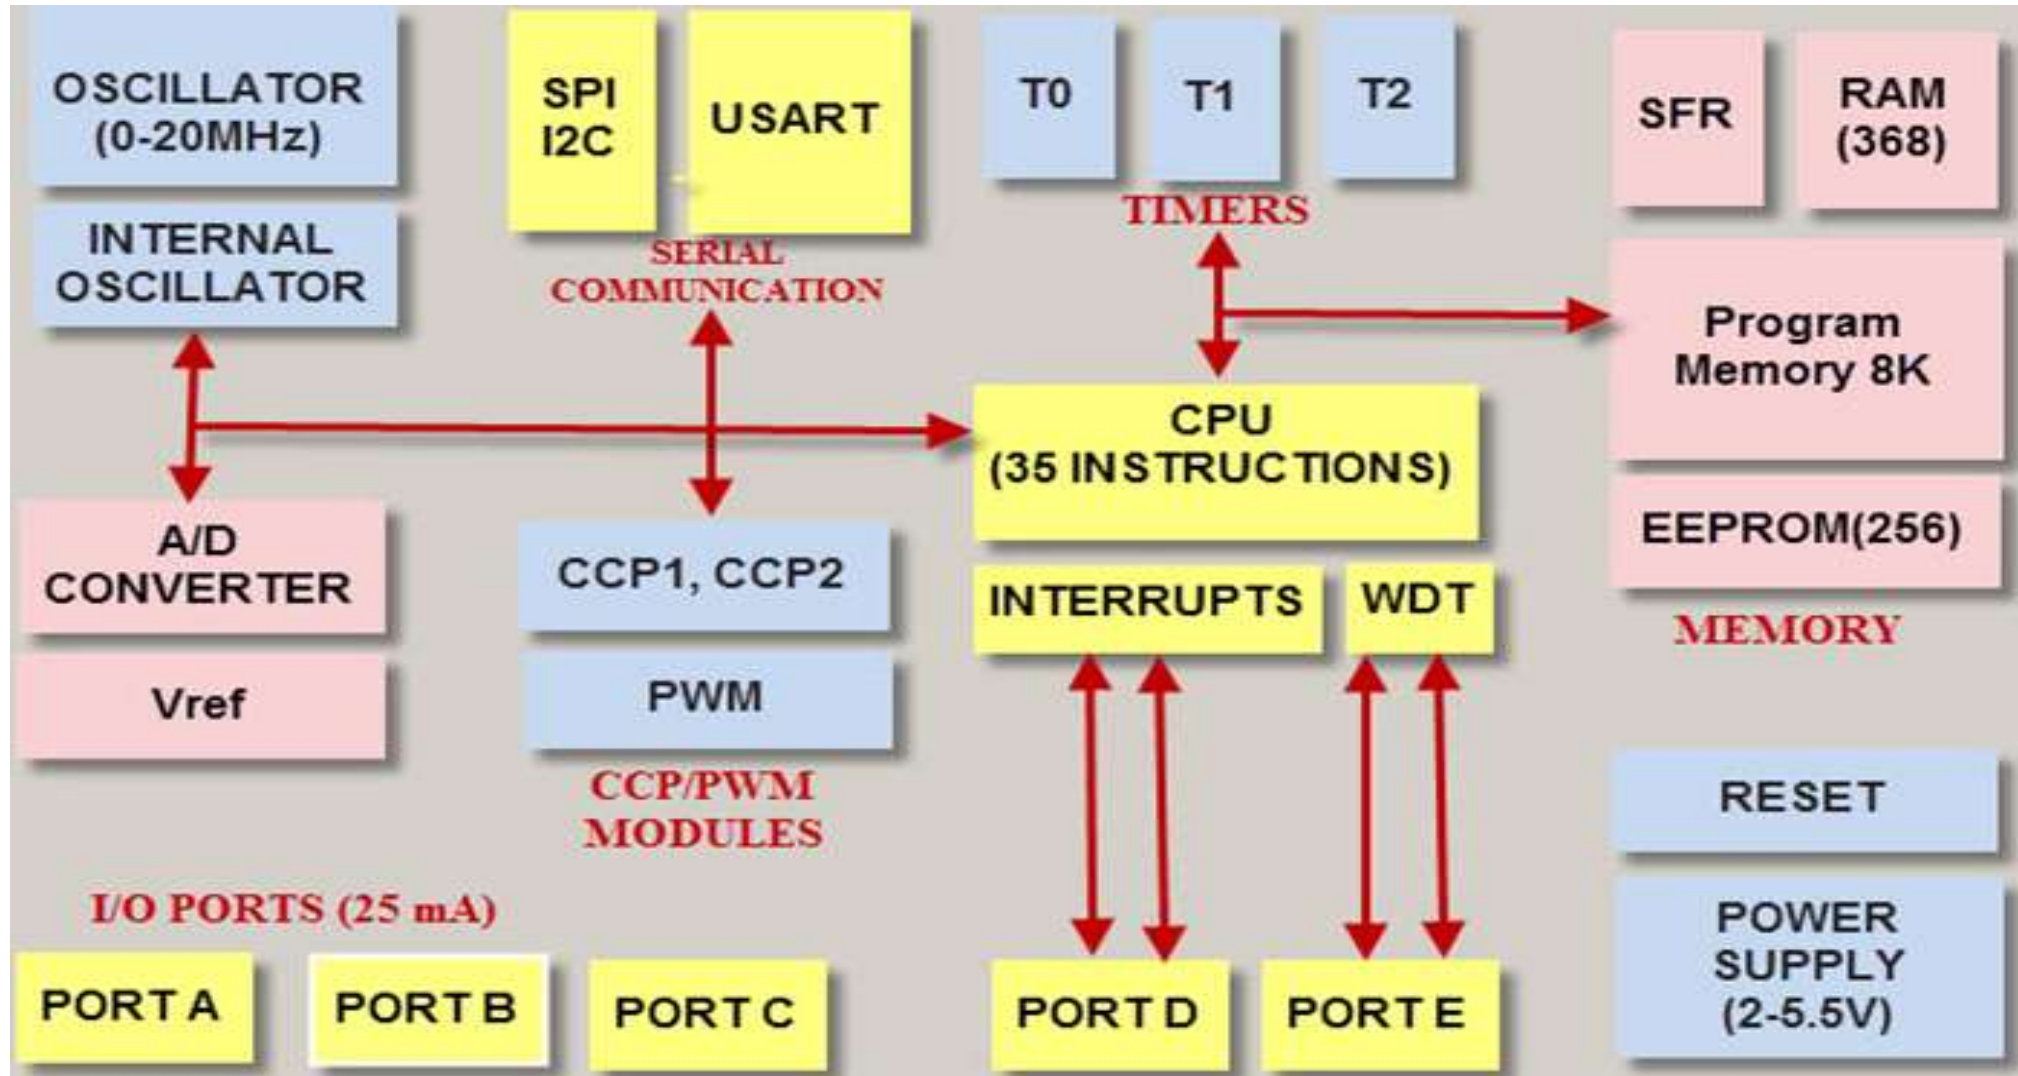 OSCILLATOR
(0-20MHz)
INTERNAL
OSCILLATOR
SPI
I2C
USART
SERIAL
COMMUNICATION
T0
T1
T2
TIMERS
SFR
RAM
(368)
Program
Memory 8K
EEPROM(256)
MEMORY
CPU
(35 INSTRUCTIONS)
INTERRUPTS
WDT
A/D
CONVERTER
Vref
CCP1, CCP2
PWM
CCP/PWM
MODULES
RESET
POWER
SUPPLY
(2-5.5V)
I/O PORTS (25 mA)
PORT A
PORT B
PORT C
PORT D
PORT E